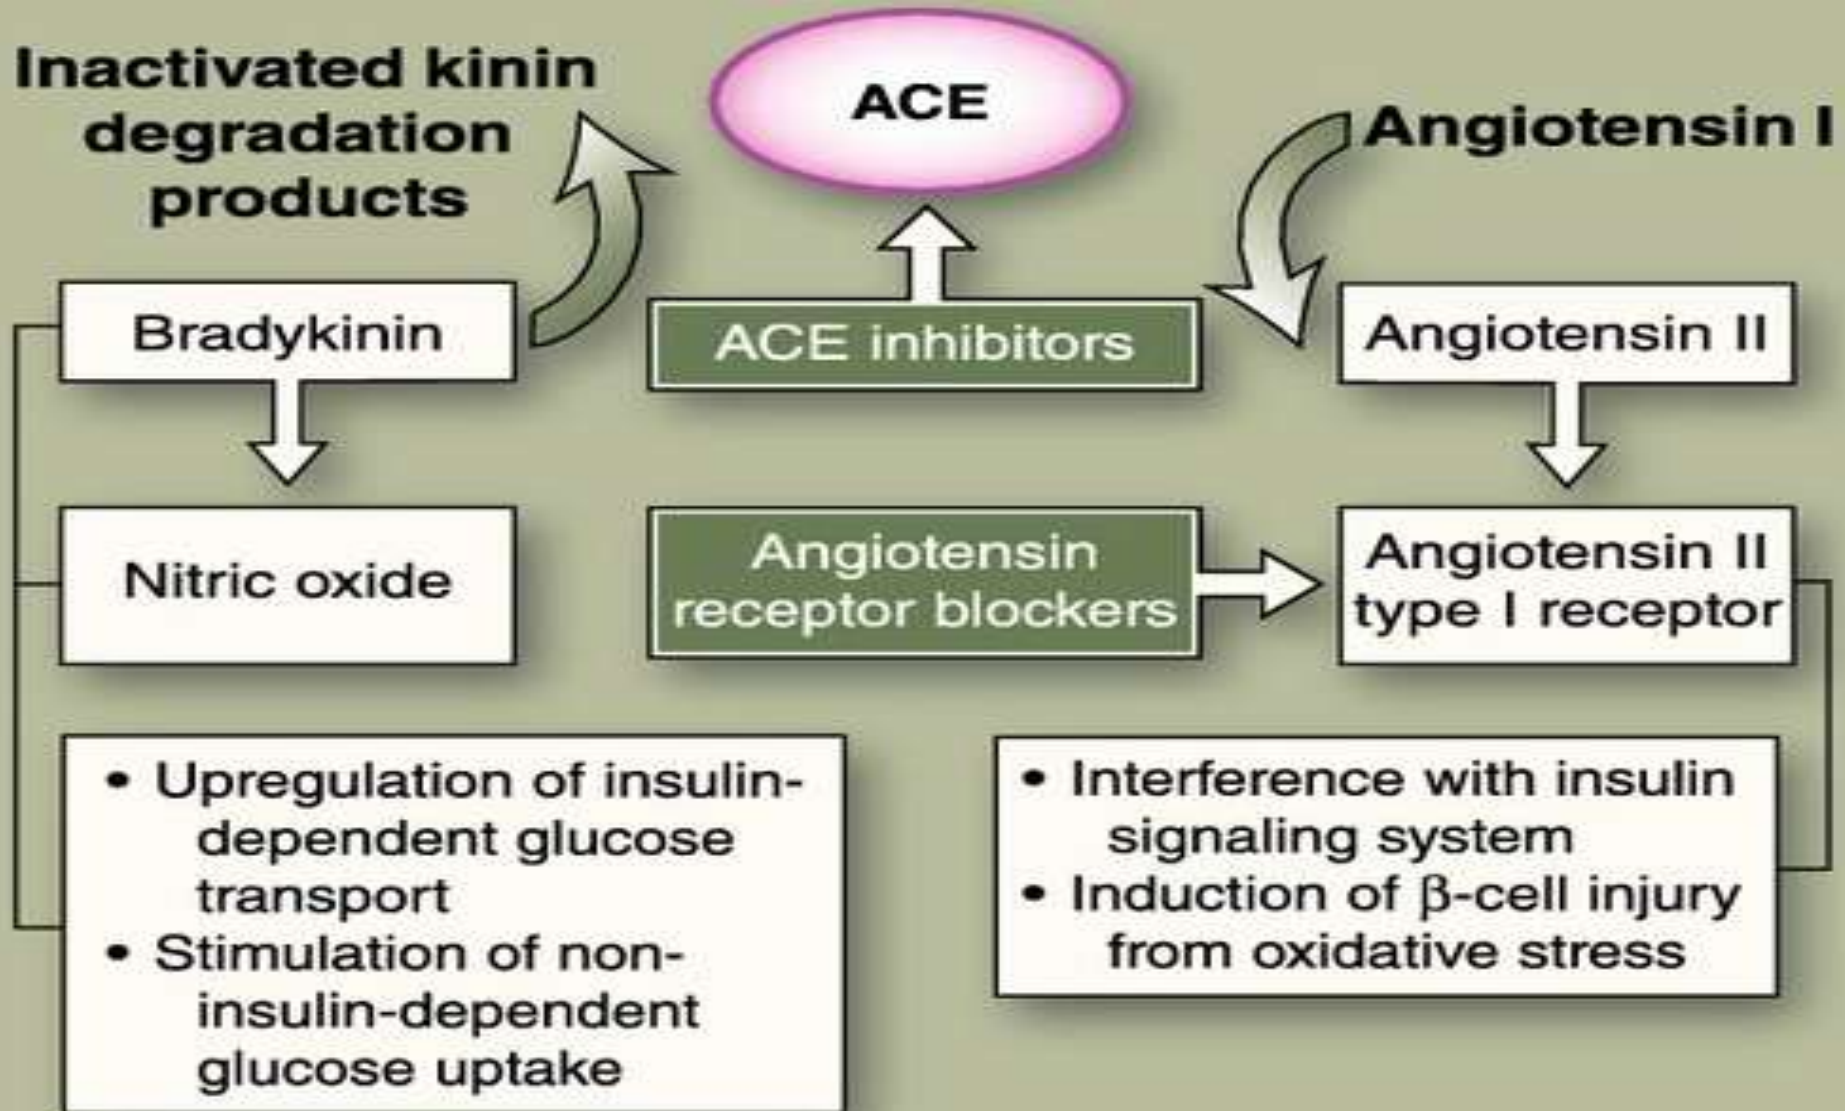 Inactivated kinin
degradation
products
ACE
Angiotensin I
Bradykinin
ACE inhibitors
Angiotensin II
Nitric oxide
Angiotensin
receptor blockers
Angiotensin II
type I receptor
• Upregulation of insulin-
dependent glucose
transport
• Stimulation of non-
insulin-dependent
glucose uptake
• Interference with insulin
signaling system
• Induction of β-cell injury
from oxidative stress